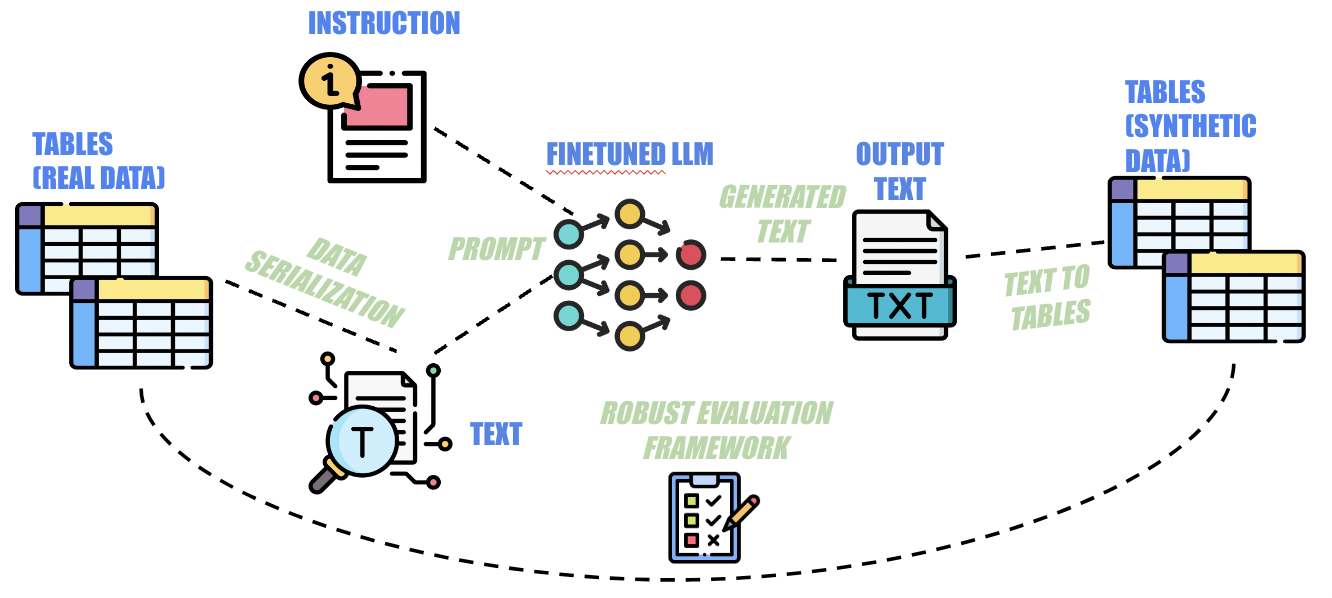 INSTRUCTION
i
TABLES
(REAL DATA)
DATA
SERIALIZATION
TEXT
T
PROMPT
FINETUNED LLM
GENERATED
TEXT
OUTPUT
TEXT
TXT
TEXT TO
TABLES
TABLES
(SYNTHETIC
DATA)
ROBUST EVALUATION
FRAMEWORK